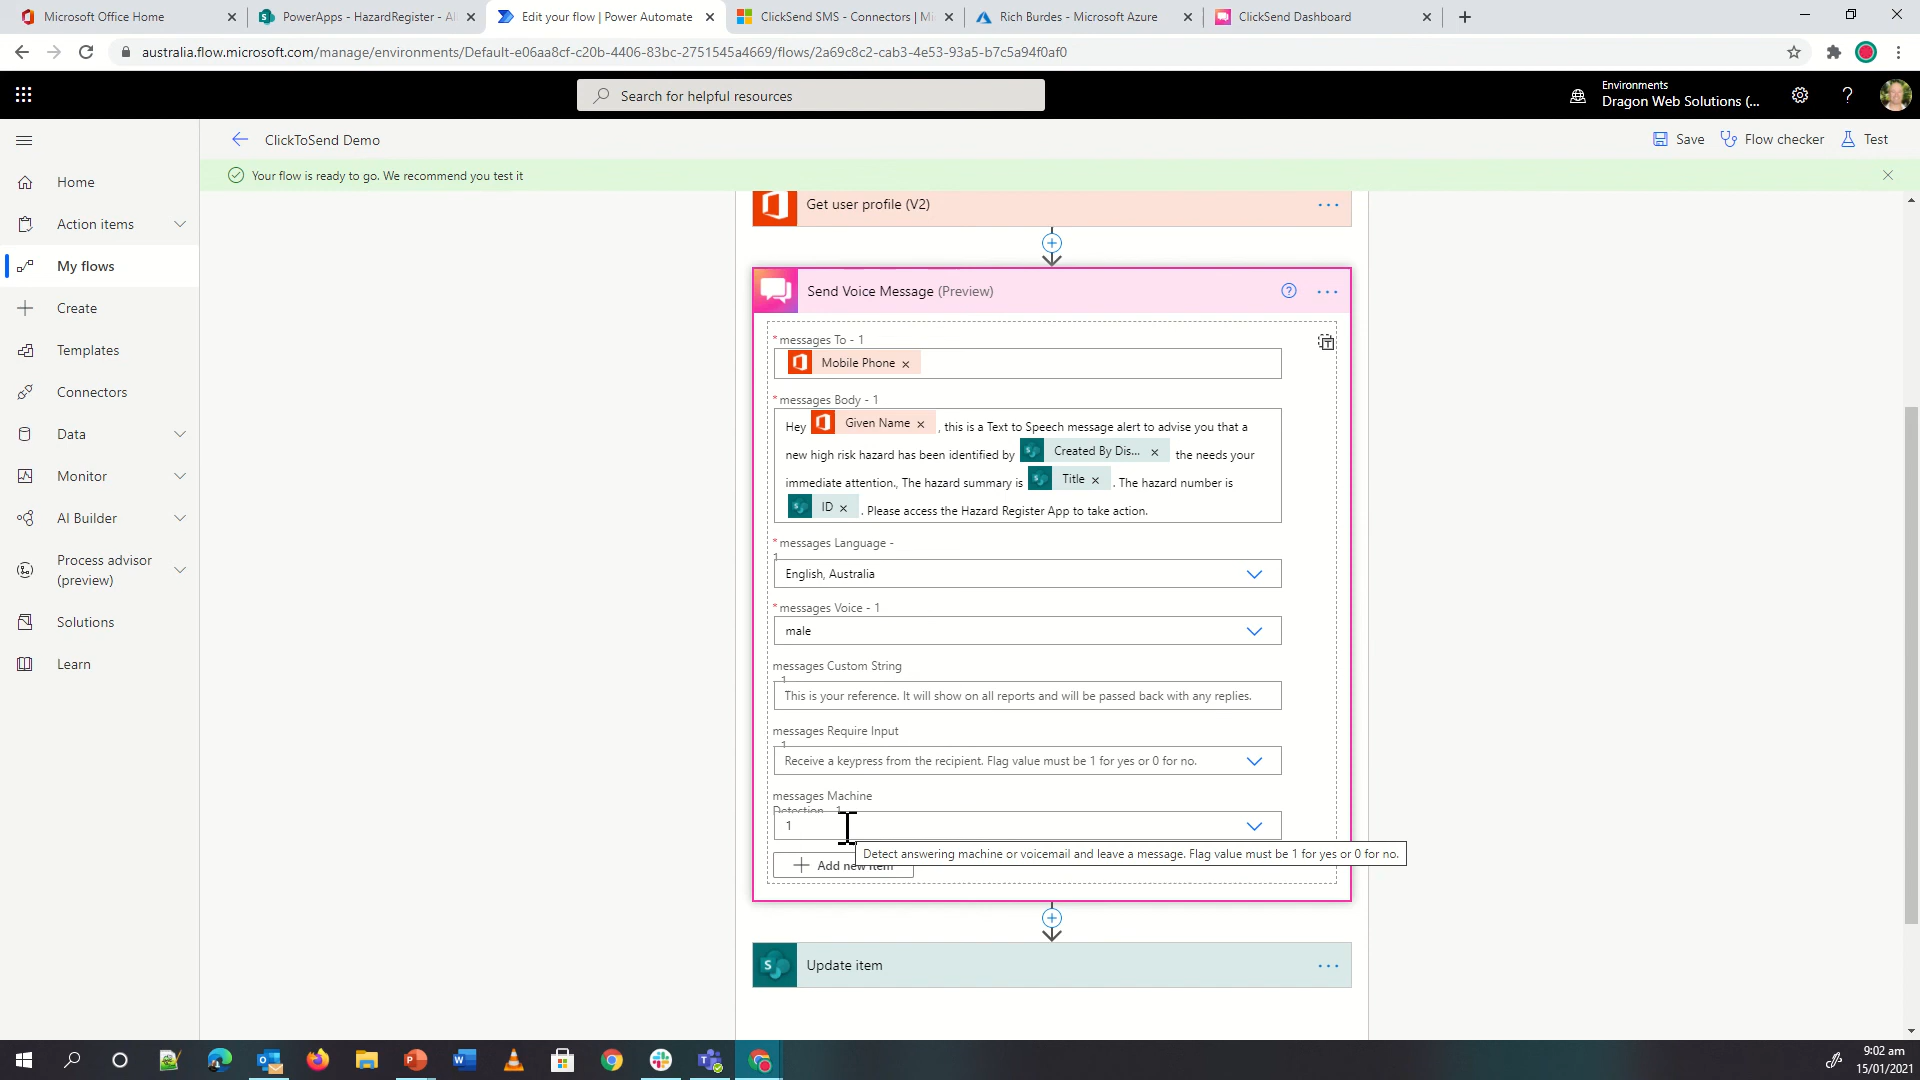 Microsoft Office Home
PowerApps - HazardRegister - Al
Edit your flow | Power Automate
ClickSend SMS - Connectors | Mi
Rich Burdes - Microsoft Azure
ClickSend Dashboard
australia.flow.microsoft.com/manage/environments/Default-e06aa8cf-c20b-4406-83bc-2751545a4669/flows/2a69c8c2-cab3-4e53-93a5-b7c5a94f0af0
Search for helpful resources
Environments
Dragon Web Solutions (...
ClickToSend Demo
Save
Flow checker
Test
Your flow is ready to go. We recommend you test it
Home
Action items
My flows
Create
Templates
Connectors
Data
Monitor
AI Builder
Process advisor
(preview)
Solutions
Learn
Get user profile (V2)
Send Voice Message (Preview)
* messages To - 1
Mobile Phone
* messages Body - 1
Hey Given Name , this is a Text to Speech message alert to advise you that a
new high risk hazard has been identified by Created By Dis... the needs your
immediate attention., The hazard summary is Title . The hazard number is
ID . Please access the Hazard Register App to take action.
* messages Language -
1
English, Australia
* messages Voice - 1
male
messages Custom String
- 1
This is your reference. It will show on all reports and will be passed back with any replies.
messages Require Input
- 1
Receive a keypress from the recipient. Flag value must be 1 for yes or 0 for no.
messages Machine
Detection - 1
1
Detect answering machine or voicemail and leave a message. Flag value must be 1 for yes or 0 for no.
Add new item
Update item
9:02 am
15/01/2021